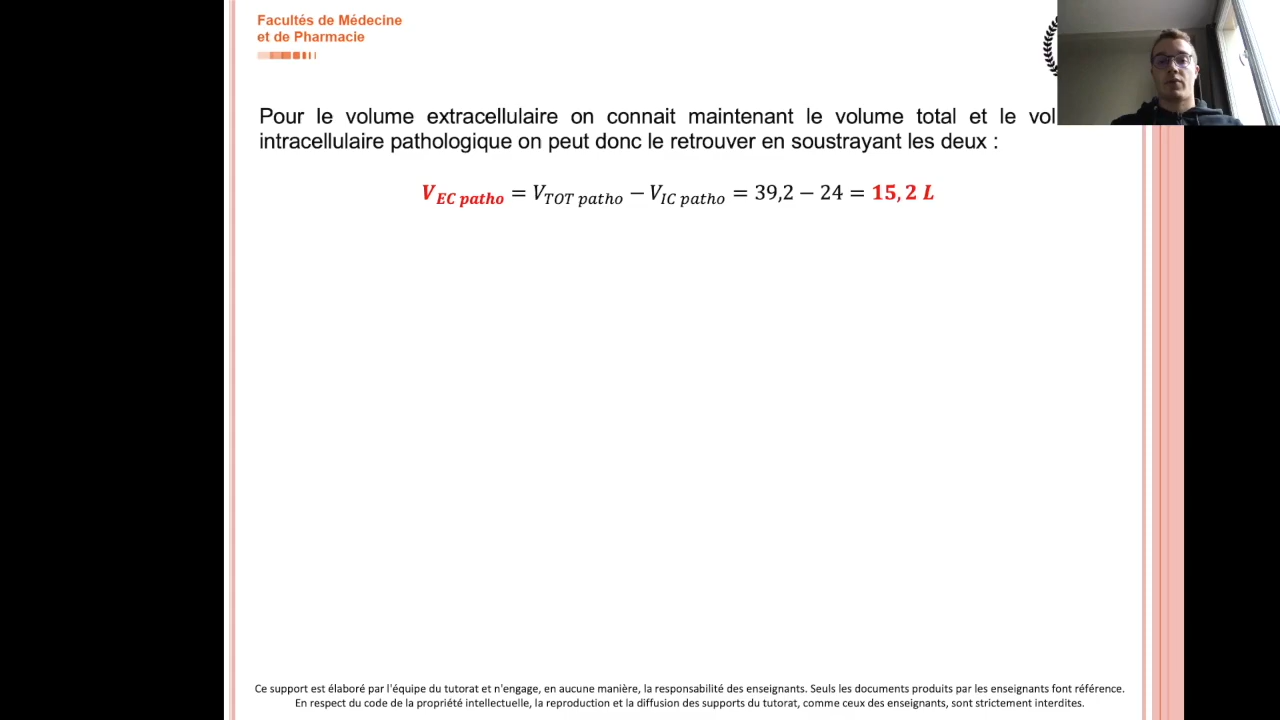 Facultés de Médecine
et de Pharmacie
Pour le volume extracellulaire on connait maintenant le volume total et le
intracellulaire pathologique on peut donc le retrouver en soustrayant les deux :
V_EC patho = V_TOT patho − V_IC patho = 39,2 − 24 = 15,2 L
Ce support est élaboré par l'équipe du tutorat et n'engage, en aucune manière, la responsabilité des enseignants. Seuls les documents produits par les enseignants font référence.
En respect du code de la propriété intellectuelle, la reproduction et la diffusion des supports du tutorat, comme ceux des enseignants, sont strictement interdites.